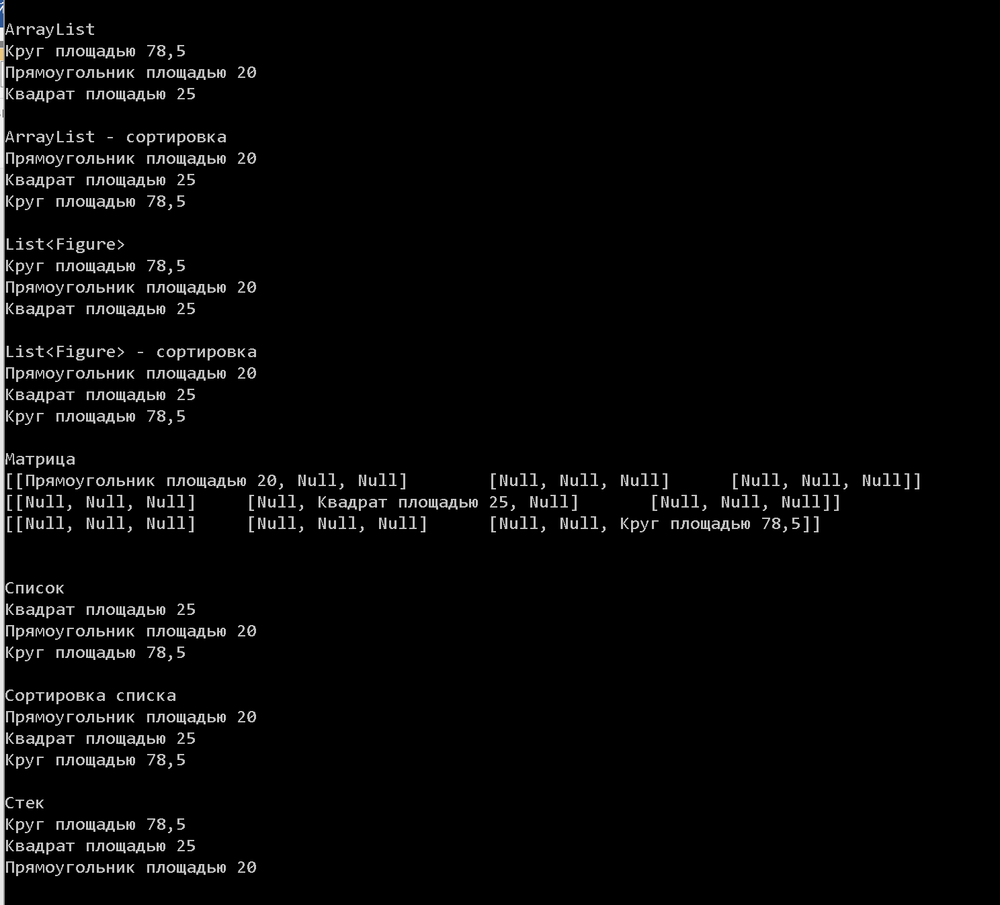 ArrayList
Круг площадью 78,5
Прямоугольник площадью 20
Квадрат площадью 25
ArrayList - сортировка
Прямоугольник площадью 20
Квадрат площадью 25
Круг площадью 78,5
List<Figure>
Круг площадью 78,5
Прямоугольник площадью 20
Квадрат площадью 25
List<Figure> - сортировка
Прямоугольник площадью 20
Квадрат площадью 25
Круг площадью 78,5
Матрица
[[Прямоугольник площадью 20, Null, Null]	[Null, Null, Null]	[Null, Null, Null]]
[[Null, Null, Null]	[Null, Квадрат площадью 25, Null]	[Null, Null, Null]]
[[Null, Null, Null]	[Null, Null, Null]	[Null, Null, Круг площадью 78,5]]
Список
Квадрат площадью 25
Прямоугольник площадью 20
Круг площадью 78,5
Сортировка списка
Прямоугольник площадью 20
Квадрат площадью 25
Круг площадью 78,5
Стек
Круг площадью 78,5
Квадрат площадью 25
Прямоугольник площадью 20